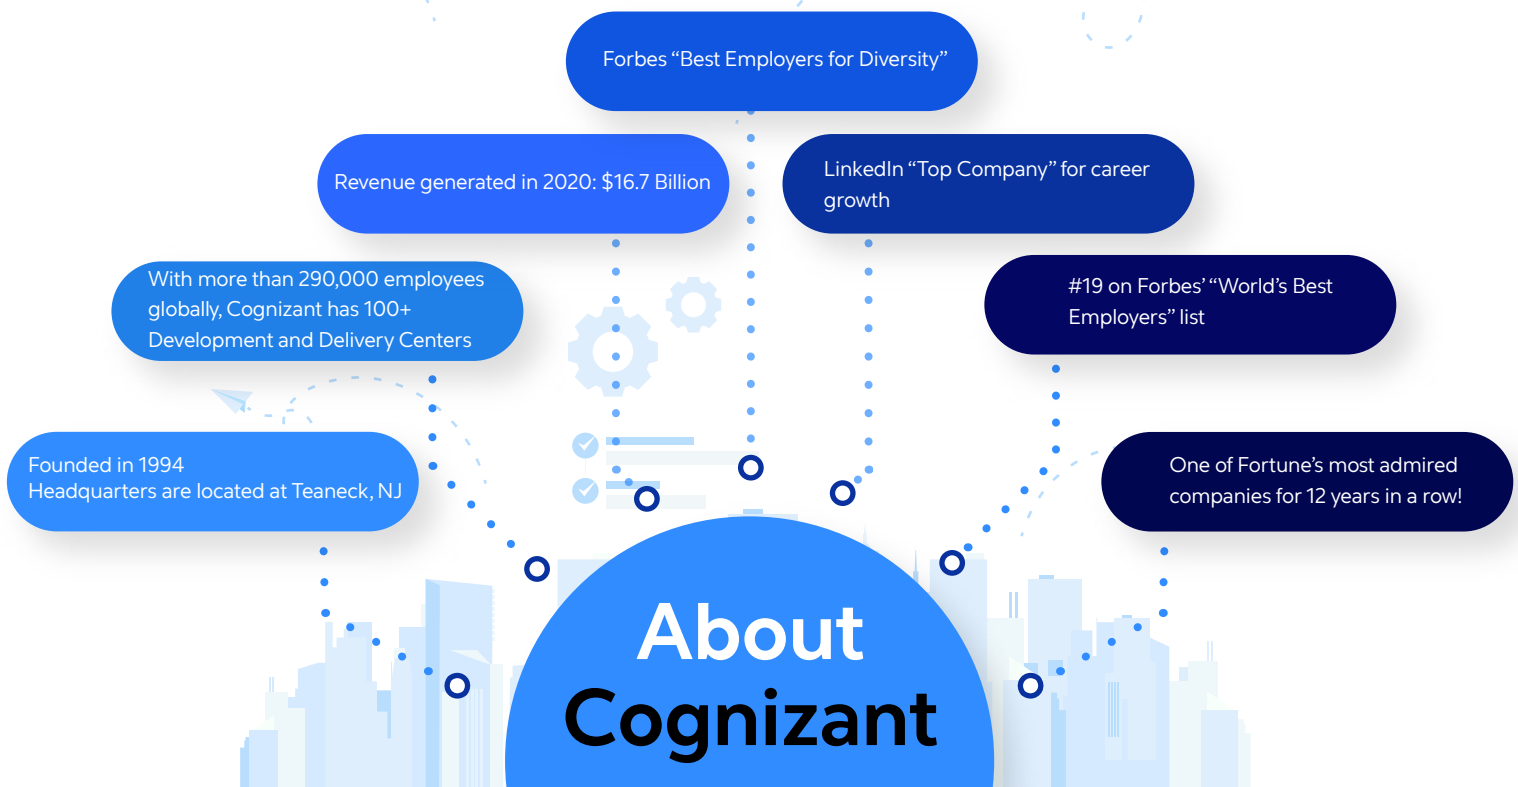 Forbes “Best Employers for Diversity”
Revenue generated in 2020: $16.7 Billion
LinkedIn “Top Company” for career
growth
With more than 290,000 employees
globally, Cognizant has 100+
Development and Delivery Centers
#19 on Forbes’ “World’s Best
Employers” list
Founded in 1994
Headquarters are located at Teaneck, NJ
One of Fortune’s most admired
companies for 12 years in a row!
About
Cognizant